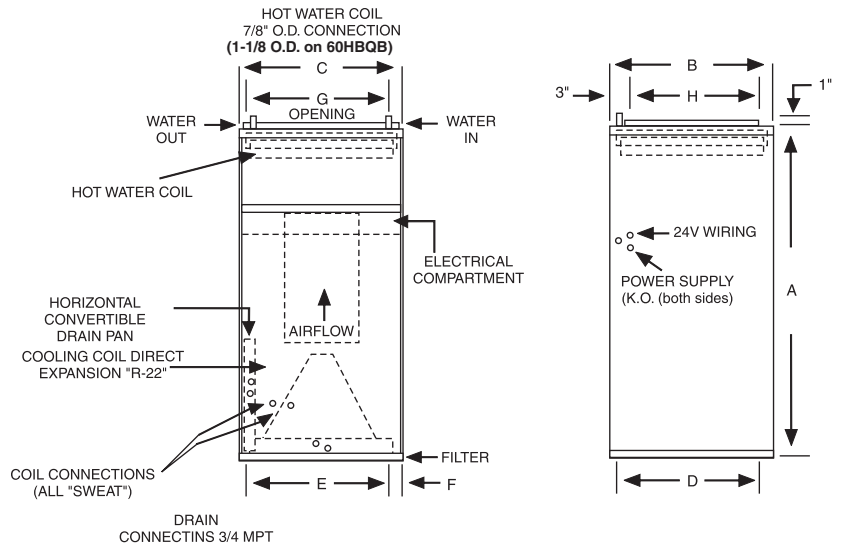 HOT WATER COIL
7/8" O.D. CONNECTION
(1-1/8 O.D. on 60HBQB)
C
G
OPENING
WATER
OUT
WATER
IN
HOT WATER COIL
ELECTRICAL
COMPARTMENT
HORIZONTAL
CONVERTIBLE
DRAIN PAN
AIRFLOW
COOLING COIL DIRECT
EXPANSION "R-22"
COIL CONNECTIONS
(ALL "SWEAT")
FILTER
E
F
DRAIN
CONNECTINS 3/4 MPT
B
3"
H
1"
24V WIRING
POWER SUPPLY
(K.O. (both sides)
A
D